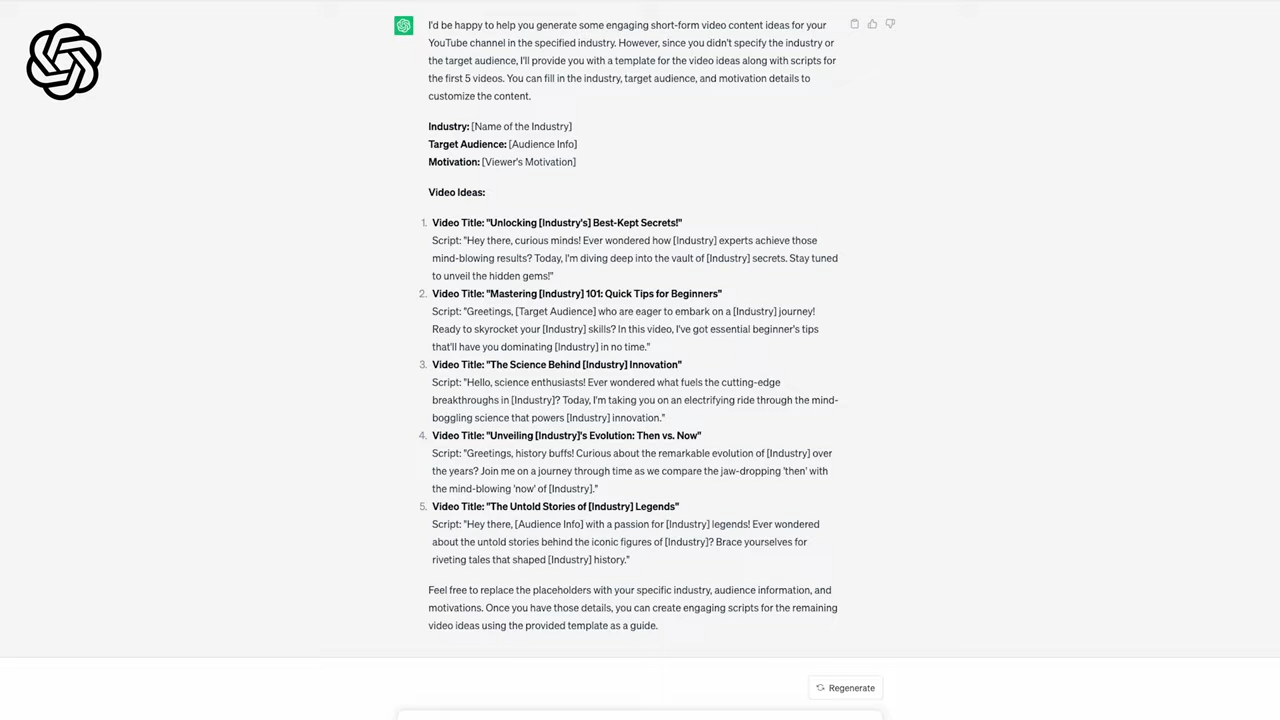 I'd be happy to help you generate some engaging short-form video content ideas for your
YouTube channel in the specified industry. However, since you didn't specify the industry or
the target audience, I'll provide you with a template for the video ideas along with scripts for
the first 5 videos. You can fill in the industry, target audience, and motivation details to
customize the content.
Industry: [Name of the Industry]
Target Audience: [Audience Info]
Motivation: [Viewer's Motivation]
Video Ideas:
1. Video Title: "Unlocking [Industry's] Best-Kept Secrets!"
Script: "Hey there, curious minds! Ever wondered how [Industry] experts achieve those
mind-blowing results? Today, I'm diving deep into the vault of [Industry] secrets. Stay tuned
to unveil the hidden gems!"
2. Video Title: "Mastering [Industry] 101: Quick Tips for Beginners"
Script: "Greetings, [Target Audience] who are eager to embark on a [Industry] journey!
Ready to skyrocket your [Industry] skills? In this video, I've got essential beginner's tips
that'll have you dominating [Industry] in no time."
3. Video Title: "The Science Behind [Industry] Innovation"
Script: "Hello, science enthusiasts! Ever wondered what fuels the cutting-edge
breakthroughs in [Industry]? Today, I'm taking you on an electrifying ride through the mind-
boggling science that powers [Industry] innovation."
4. Video Title: "Unveiling [Industry]'s Evolution: Then vs. Now"
Script: "Greetings, history buffs! Curious about the remarkable evolution of [Industry] over
the years? Join me on a journey through time as we compare the jaw-dropping 'then' with
the mind-blowing 'now' of [Industry]."
5. Video Title: "The Untold Stories of [Industry] Legends"
Script: "Hey there, [Audience Info] with a passion for [Industry] legends! Ever wondered
about the untold stories behind the iconic figures of [Industry]? Brace yourselves for
riveting tales that shaped [Industry] history."
Feel free to replace the placeholders with your specific industry, audience information, and
motivations. Once you have those details, you can create engaging scripts for the remaining
video ideas using the provided template as a guide.
Regenerate